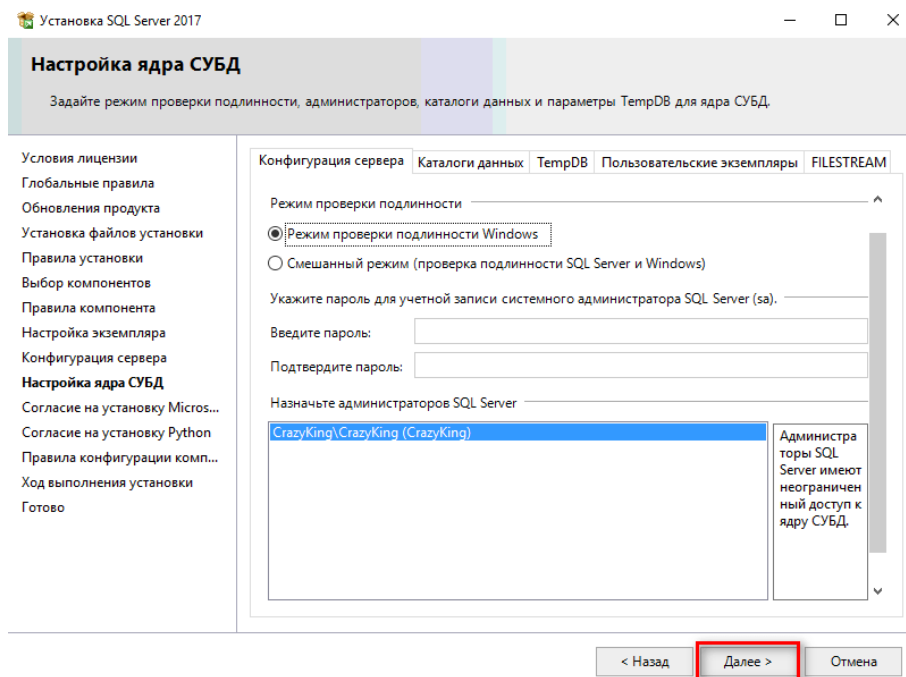 Установка SQL Server 2017
Настройка ядра СУБД
Задайте режим проверки подлинности, администраторов, каталоги данных и параметры TempDB для ядра СУБД.
Условия лицензии
Глобальные правила
Обновления продукта
Установка файлов установки
Правила установки
Выбор компонентов
Правила компонента
Настройка экземпляра
Конфигурация сервера
Настройка ядра СУБД
Согласие на установку Micros...
Согласие на установку Python
Правила конфигурации комп...
Ход выполнения установки
Готово
Конфигурация сервера Каталоги данных TempDB Пользовательские экземпляры FILESTREAM
Режим проверки подлинности
Режим проверки подлинности Windows
Смешанный режим (проверка подлинности SQL Server и Windows)
Укажите пароль для учетной записи системного администратора SQL Server (sa).
Введите пароль:
Подтвердите пароль:
Назначьте администраторов SQL Server
CrazyKing\CrazyKing (CrazyKing)
Администра
торы SQL
Server имеют
неограничен
ный доступ к
ядру СУБД.
< Назад Далее > Отмена